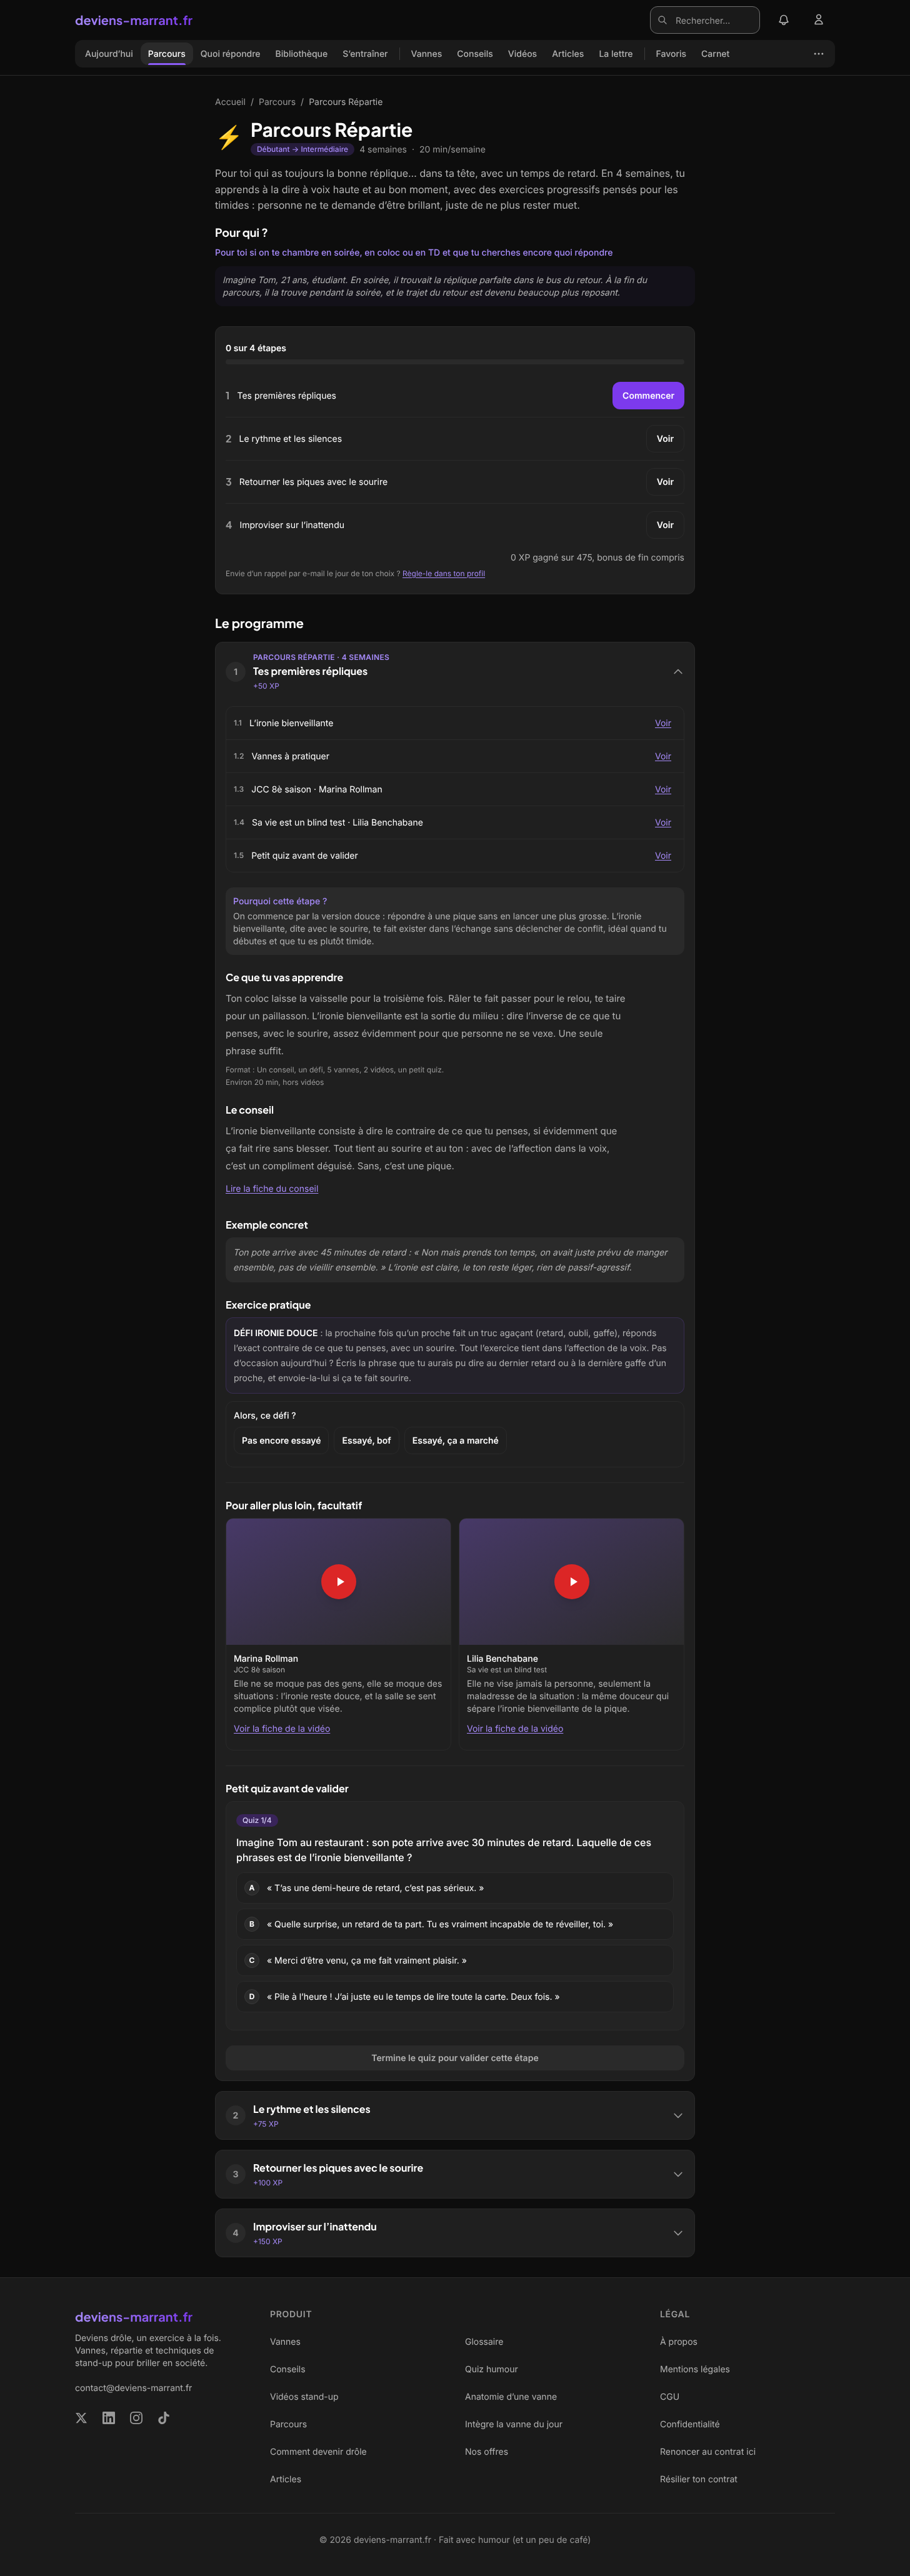 deviens-marrant.fr
Rechercher...
Aujourd'hui Parcours Quoi répondre Bibliothèque S'entraîner Vannes Conseils Vidéos Articles La lettre Favoris Carnet
Accueil / Parcours / Parcours Répartie
Parcours Répartie
Débutant → Intermédiaire 4 semaines · 20 min/semaine
Pour toi qui as toujours la bonne réplique... dans ta tête, avec un temps de retard. En 4 semaines, tu
apprends à la dire à voix haute et au bon moment, avec des exercices progressifs pensés pour les
timides : personne ne te demande d'être brillant, juste de ne plus rester muet.
Pour qui ?
Pour toi si on te chambre en soirée, en coloc ou en TD et que tu cherches encore quoi répondre
Imagine Tom, 21 ans, étudiant. En soirée, il trouvait la réplique parfaite dans le bus du retour. À la fin du
parcours, il la trouve pendant la soirée, et le trajet du retour est devenu beaucoup plus reposant.
0 sur 4 étapes
1 Tes premières répliques Commencer
2 Le rythme et les silences Voir
3 Retourner les piques avec le sourire Voir
4 Improviser sur l'inattendu Voir
0 XP gagné sur 475, bonus de fin compris
Envie d'un rappel par e-mail le jour de ton choix ? Règle-le dans ton profil
Le programme
PARCOURS RÉPARTIE · 4 SEMAINES
1 Tes premières répliques
+50 XP
1.1 L'ironie bienveillante Voir
1.2 Vannes à pratiquer Voir
1.3 JCC 8è saison · Marina Rollman Voir
1.4 Sa vie est un blind test · Lilia Benchabane Voir
1.5 Petit quiz avant de valider Voir
Pourquoi cette étape ?
On commence par la version douce : répondre à une pique sans en lancer une plus grosse. L'ironie
bienveillante, dite avec le sourire, te fait exister dans l'échange sans déclencher de conflit, idéal quand tu
débutes et que tu es plutôt timide.
Ce que tu vas apprendre
Ton coloc laisse la vaisselle pour la troisième fois. Râler te fait passer pour le relou, te taire
pour un paillasson. L'ironie bienveillante est la sortie du milieu : dire l'inverse de ce que tu
penses, avec le sourire, assez évidemment pour que personne ne se vexe. Une seule
phrase suffit.
Format : Un conseil, un défi, 5 vannes, 2 vidéos, un petit quiz.
Environ 20 min, hors vidéos
Le conseil
L'ironie bienveillante consiste à dire le contraire de ce que tu penses, si évidemment que
ça fait rire sans blesser. Tout tient au sourire et au ton : avec de l'affection dans la voix,
c'est un compliment déguisé. Sans, c'est une pique.
Lire la fiche du conseil
Exemple concret
Ton pote arrive avec 45 minutes de retard : « Non mais prends ton temps, on avait juste prévu de manger
ensemble, pas de vieillir ensemble. » L'ironie est claire, le ton reste léger, rien de passif-agressif.
Exercice pratique
DÉFI IRONIE DOUCE : la prochaine fois qu'un proche fait un truc agaçant (retard, oubli, gaffe), réponds
l'exact contraire de ce que tu penses, avec un sourire. Tout l'exercice tient dans l'affection de la voix. Pas
d'occasion aujourd'hui ? Écris la phrase que tu aurais pu dire au dernier retard ou à la dernière gaffe d'un
proche, et envoie-la-lui si ça te fait sourire.
Alors, ce défi ?
Pas encore essayé Essayé, bof Essayé, ça a marché
Pour aller plus loin, facultatif
Marina Rollman
JCC 8è saison
Elle ne se moque pas des gens, elle se moque des
situations : l'ironie reste douce, et la salle se sent
complice plutôt que visée.
Voir la fiche de la vidéo
Lilia Benchabane
Sa vie est un blind test
Elle ne vise jamais la personne, seulement la
maladresse de la situation : la même douceur qui
sépare l'ironie bienveillante de la pique.
Voir la fiche de la vidéo
Petit quiz avant de valider
Quiz 1/4
Imagine Tom au restaurant : son pote arrive avec 30 minutes de retard. Laquelle de ces
phrases est de l'ironie bienveillante ?
A « T'as une demi-heure de retard, c'est pas sérieux. »
B « Quelle surprise, un retard de ta part. Tu es vraiment incapable de te réveiller, toi. »
C « Merci d'être venu, ça me fait vraiment plaisir. »
D « Pile à l'heure ! J'ai juste eu le temps de lire toute la carte. Deux fois. »
Termine le quiz pour valider cette étape
2 Le rythme et les silences
+75 XP
3 Retourner les piques avec le sourire
+100 XP
4 Improviser sur l'inattendu
+150 XP
deviens-marrant.fr
Deviens drôle, un exercice à la fois.
Vannes, répartie et techniques de
stand-up pour briller en société.
contact@deviens-marrant.fr
PRODUIT
Vannes
Conseils
Vidéos stand-up
Parcours
Comment devenir drôle
Articles
Glossaire
Quiz humour
Anatomie d'une vanne
Intègre la vanne du jour
Nos offres
LÉGAL
À propos
Mentions légales
CGU
Confidentialité
Renoncer au contrat ici
Résilier ton contrat
© 2026 deviens-marrant.fr · Fait avec humour (et un peu de café)